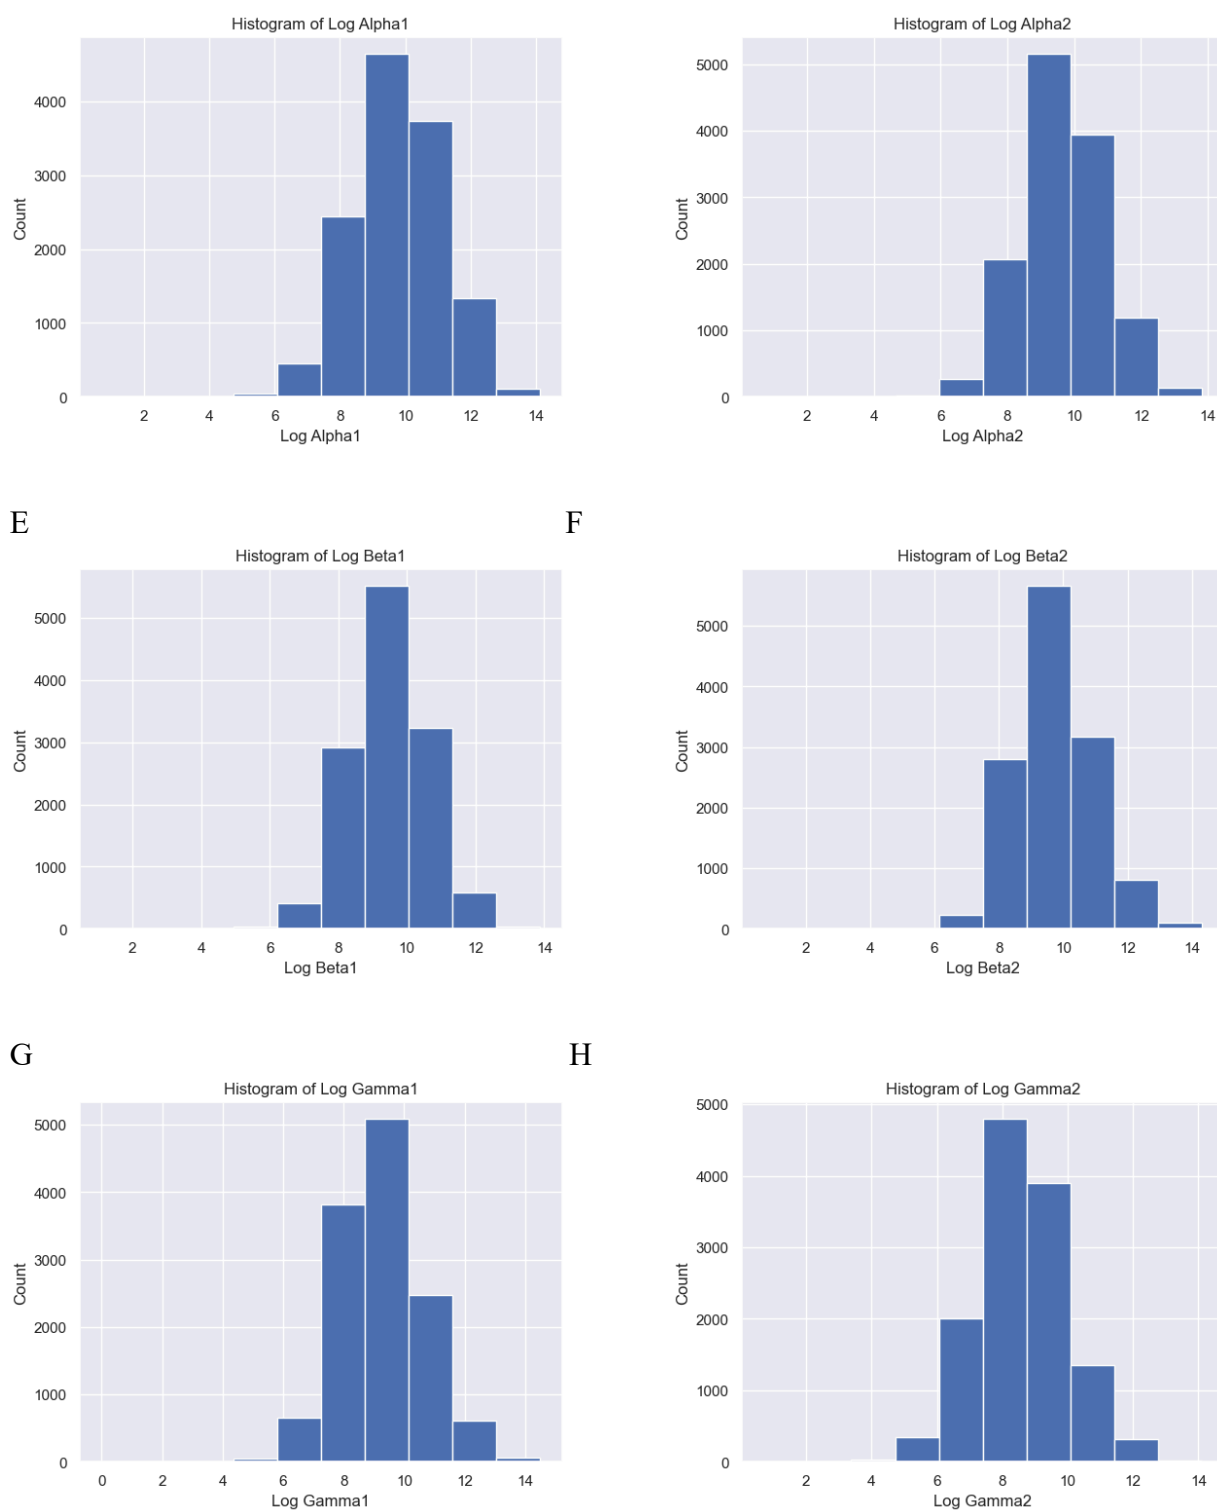 Histogram of Log Alpha1
4000
3000
2000
1000
0
Count
2 4 6 8 10 12 14
Log Alpha1
Histogram of Log Alpha2
5000
4000
3000
2000
1000
0
Count
2 4 6 8 10 12 14
Log Alpha2
E
F
Histogram of Log Beta1
5000
4000
3000
2000
1000
0
Count
2 4 6 8 10 12 14
Log Beta1
Histogram of Log Beta2
5000
4000
3000
2000
1000
0
Count
2 4 6 8 10 12 14
Log Beta2
G
H
Histogram of Log Gamma1
5000
4000
3000
2000
1000
0
Count
0 2 4 6 8 10 12 14
Log Gamma1
Histogram of Log Gamma2
5000
4000
3000
2000
1000
0
Count
2 4 6 8 10 12 14
Log Gamma2